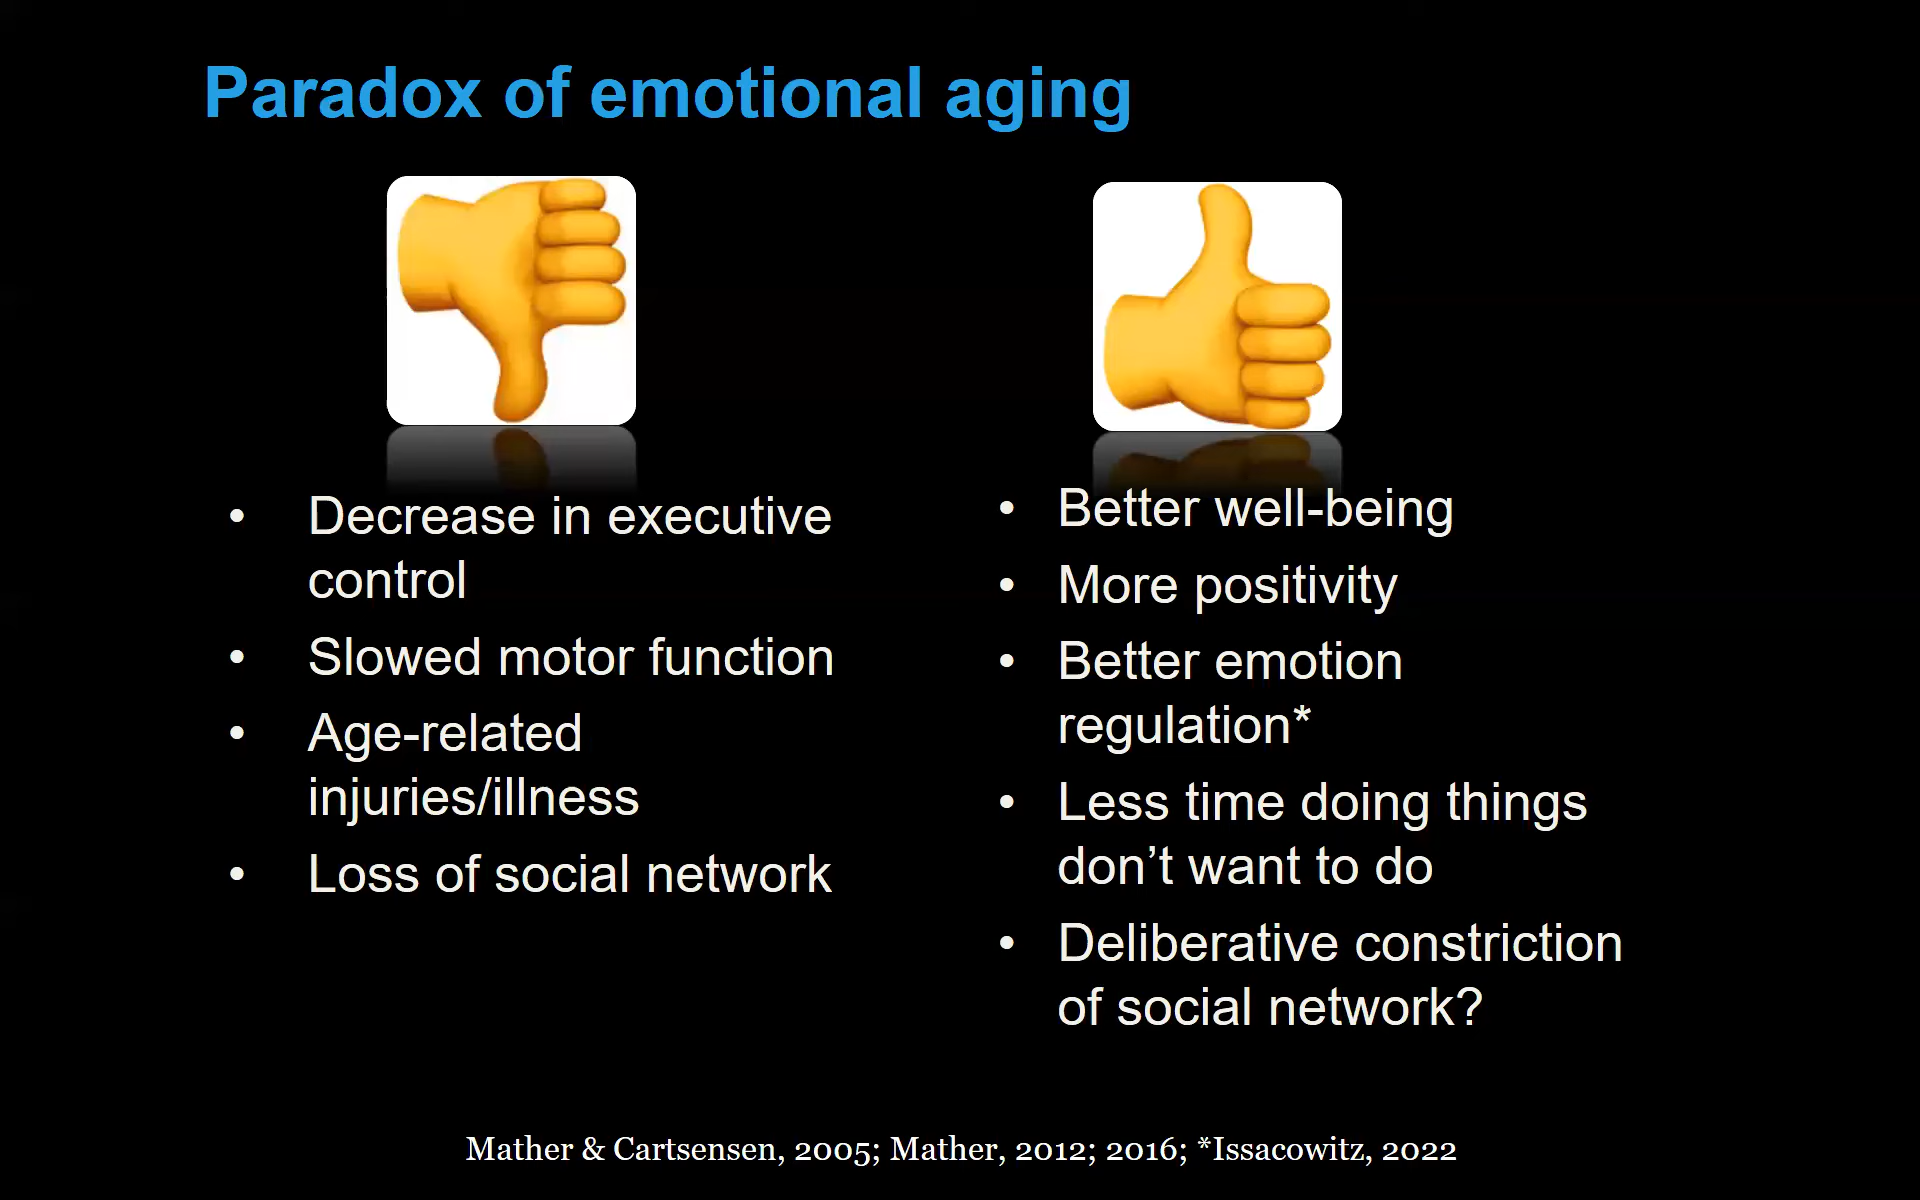 Paradox of emotional aging
• Decrease in executive
control
• Slowed motor function
• Age-related
injuries/illness
• Loss of social network
• Better well-being
• More positivity
• Better emotion
regulation*
• Less time doing things
don’t want to do
• Deliberative constriction
of social network?
Mather & Cartsensen, 2005; Mather, 2012; 2016; *Issacowitz, 2022